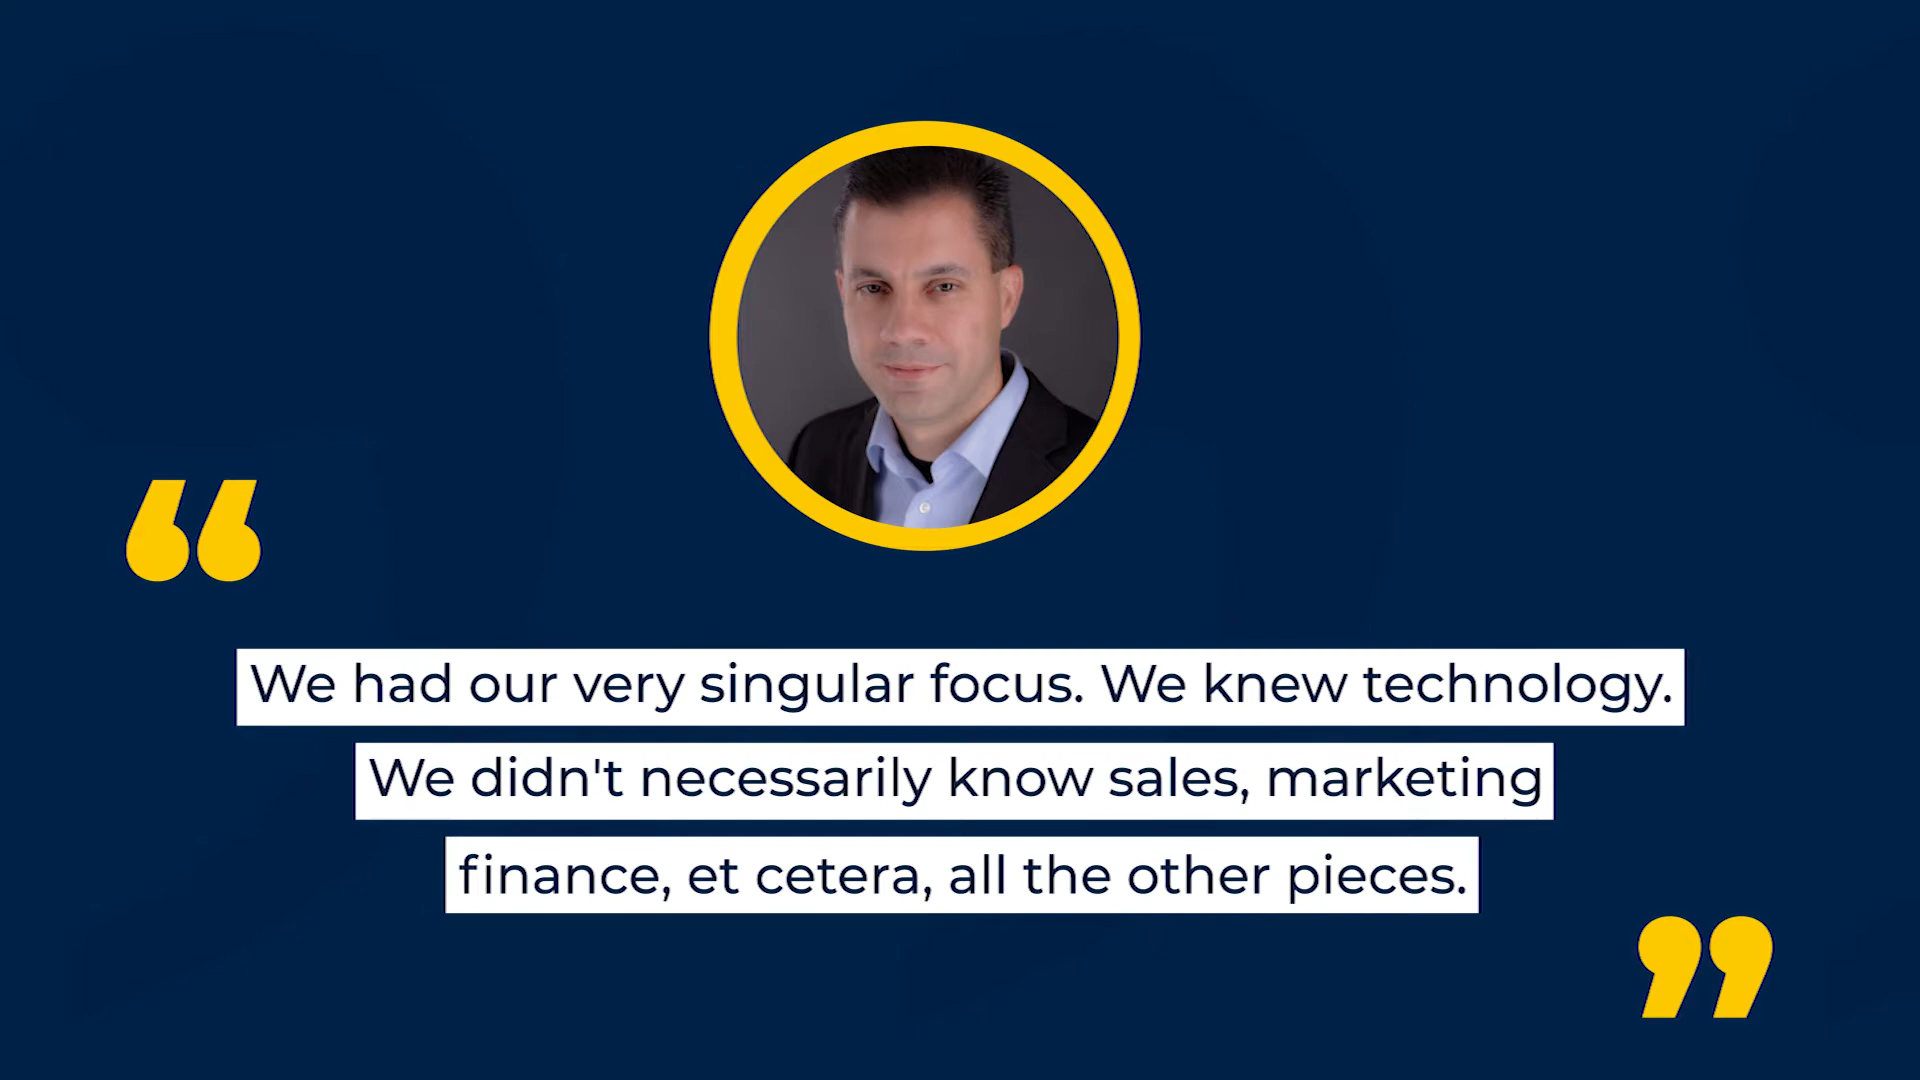 “
We had our very singular focus. We knew technology.
We didn't necessarily know sales, marketing
finance, et cetera, all the other pieces.
”